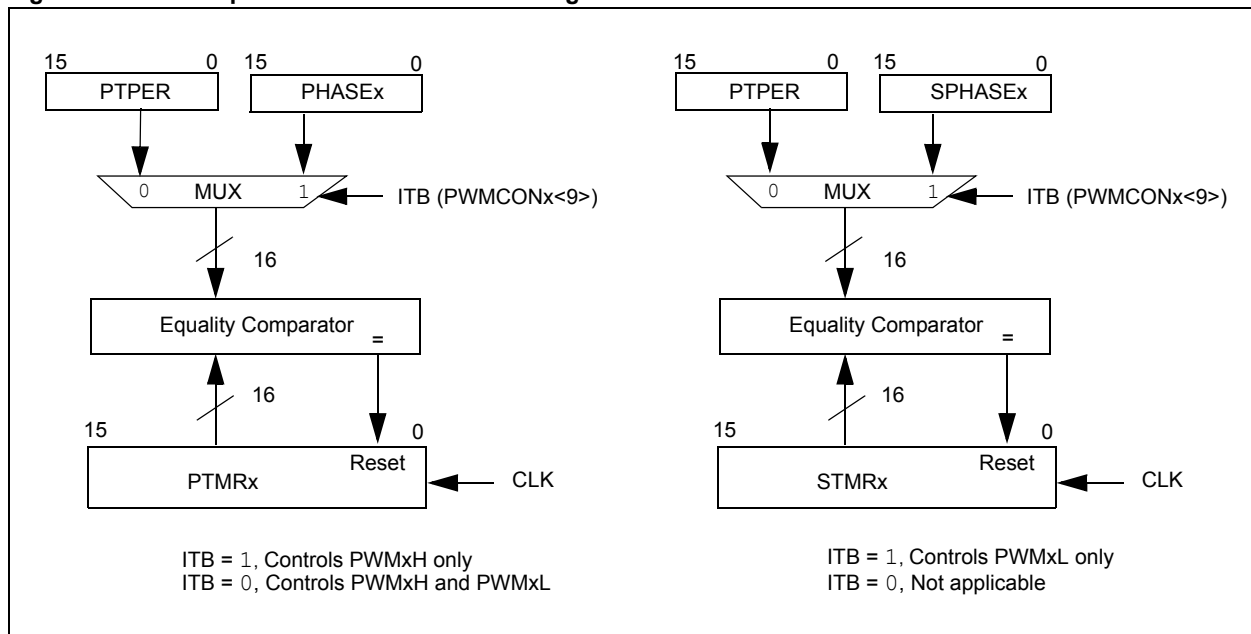 15 0 15 0
PTPER PHASEx
0 MUX 1
ITB (PWMCONx<9>)
16
Equality Comparator
=
16
15 0
Reset
PTMRx
CLK
ITB = 1, Controls PWMxH only
ITB = 0, Controls PWMxH and PWMxL
15 0 15 0
PTPER SPHASEx
0 MUX 1
ITB (PWMCONx<9>)
16
Equality Comparator
=
16
15 0
Reset
STMRx
CLK
ITB = 1, Controls PWMxL only
ITB = 0, Not applicable